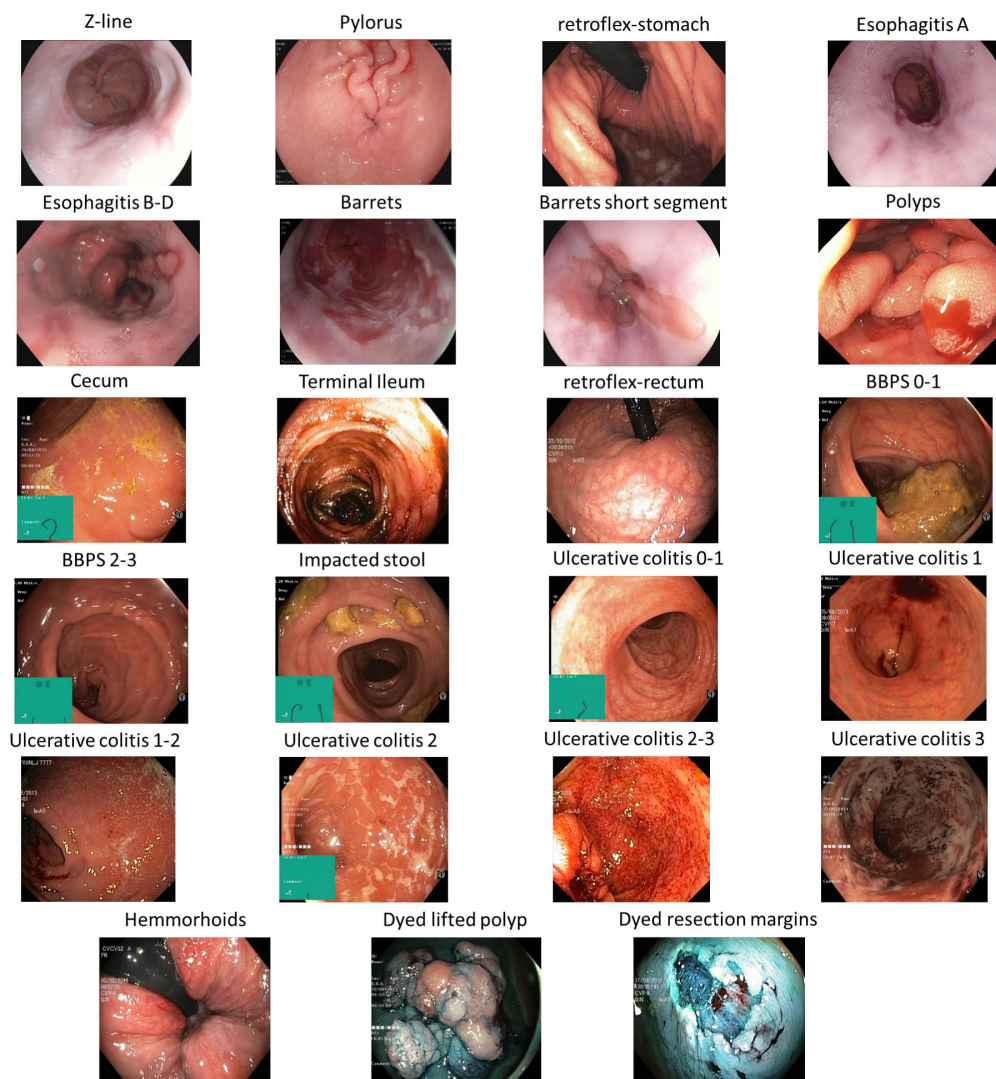 Z-line
Pylorus
retroflex-stomach
Esophagitis A
Esophagitis B-D
Barrets
Barrets short segment
Polyps
Cecum
Terminal Ileum
retroflex-rectum
BBPS 0-1
BBPS 2-3
Impacted stool
Ulcerative colitis 0-1
Ulcerative colitis 1
Ulcerative colitis 1-2
Ulcerative colitis 2
Ulcerative colitis 2-3
Ulcerative colitis 3
Hemmorhoids
Dyed lifted polyp
Dyed resection margins